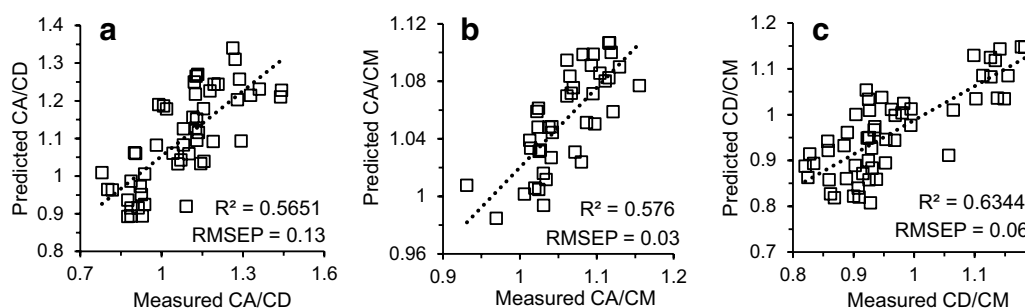 a
Predicted CA/CD
1.4
1.3
1.2
1.1
1
0.9
0.8
R² = 0.5651
RMSEP = 0.13
0.7
1
1.3
1.6
Measured CA/CD
b
Predicted CA/CM
1.12
1.08
1.04
1
0.96
R² = 0.576
RMSEP = 0.03
0.9
1
1.1
1.2
Measured CA/CM
c
Predicted CD/CM
1.2
1.1
1
0.9
0.8
0.7
R² = 0.6344
RMSEP = 0.06
0.8
0.9
1
1.1
Measured CD/CM